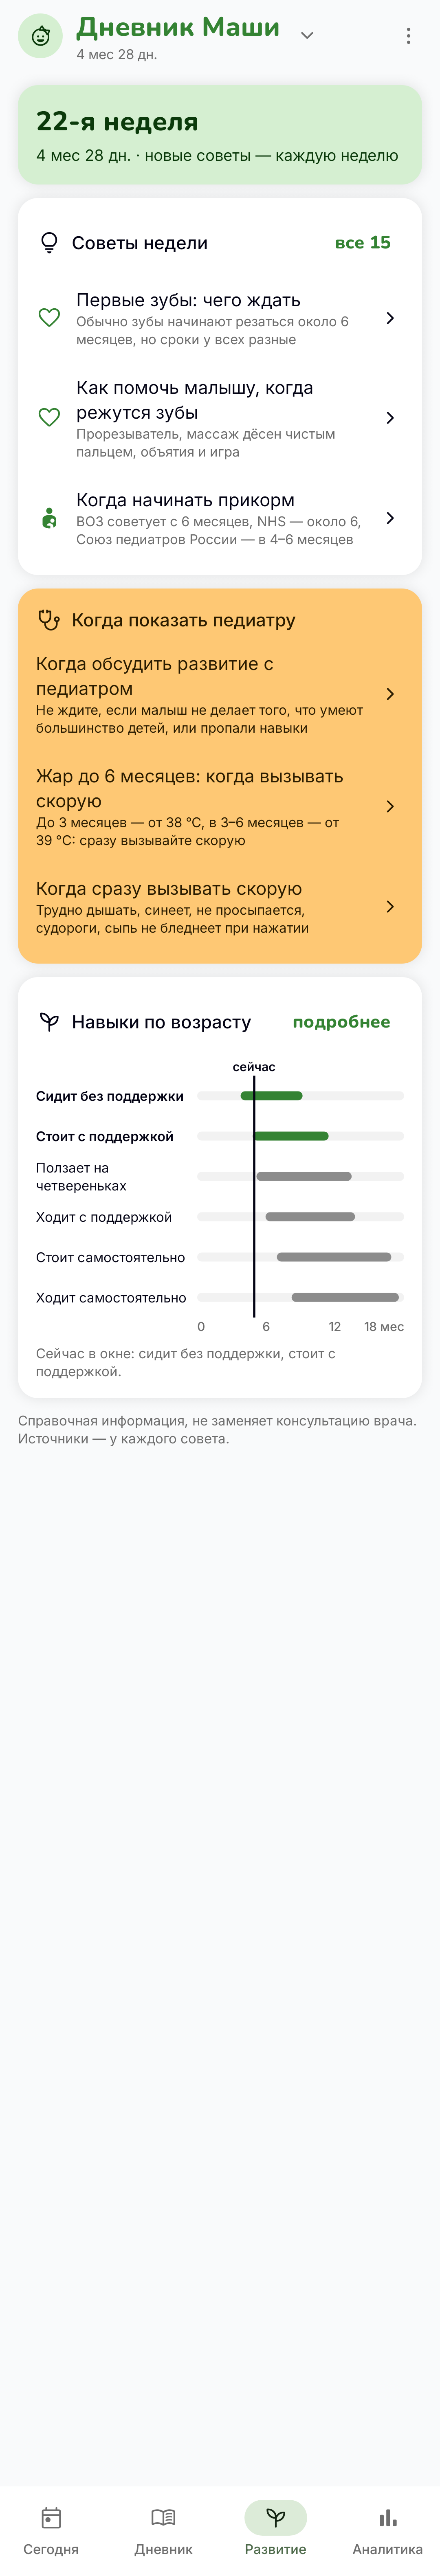 Дневник Маши
4 мес 28 дн.
22-я неделя
4 мес 28 дн. · новые советы — каждую неделю
Советы недели
все 15
Первые зубы: чего ждать
Обычно зубы начинают резаться около 6
месяцев, но сроки у всех разные
Как помочь малышу, когда
режутся зубы
Прорезыватель, массаж дёсен чистым
пальцем, объятия и игра
Когда начинать прикорм
ВОЗ советует с 6 месяцев, NHS — около 6,
Союз педиатров России — в 4–6 месяцев
Когда показать педиатру
Когда обсудить развитие с
педиатром
Не ждите, если малыш не делает того, что умеют
большинство детей, или пропали навыки
Жар до 6 месяцев: когда вызывать
скорую
До 3 месяцев — от 38 °C, в 3–6 месяцев — от
39 °C: сразу вызывайте скорую
Когда сразу вызывать скорую
Трудно дышать, синеет, не просыпается,
судороги, сыпь не бледнеет при нажатии
Навыки по возрасту
подробнее
сейчас
Сидит без поддержки
Стоит с поддержкой
Ползает на
четвереньках
Ходит с поддержкой
Стоит самостоятельно
Ходит самостоятельно
0 6 12 18 мес
Сейчас в окне: сидит без поддержки, стоит с
поддержкой.
Справочная информация, не заменяет консультацию врача.
Источники — у каждого совета.
Сегодня
Дневник
Развитие
Аналитика